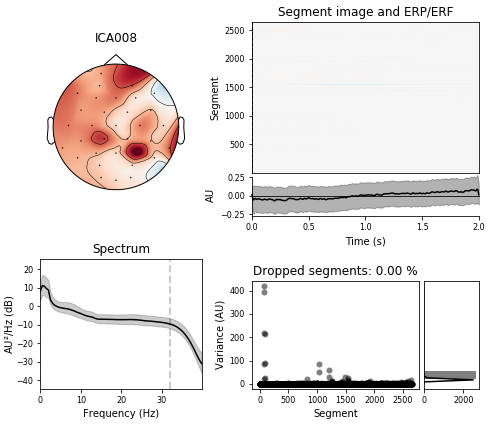 ICA008
Segment image and ERP/ERF
Segment
2500
2000
1500
1000
500
AU
0.25
0.00
−0.25
0.0 0.5 1.0 1.5 2.0
Time (s)
Spectrum
AU²/Hz (dB)
20
10
0
−10
−20
−30
−40
0 10 20 30
Frequency (Hz)
Dropped segments: 0.00 %
Variance (AU)
400
300
200
100
0
0 500 1000 1500 2000 2500
Segment
0 2000